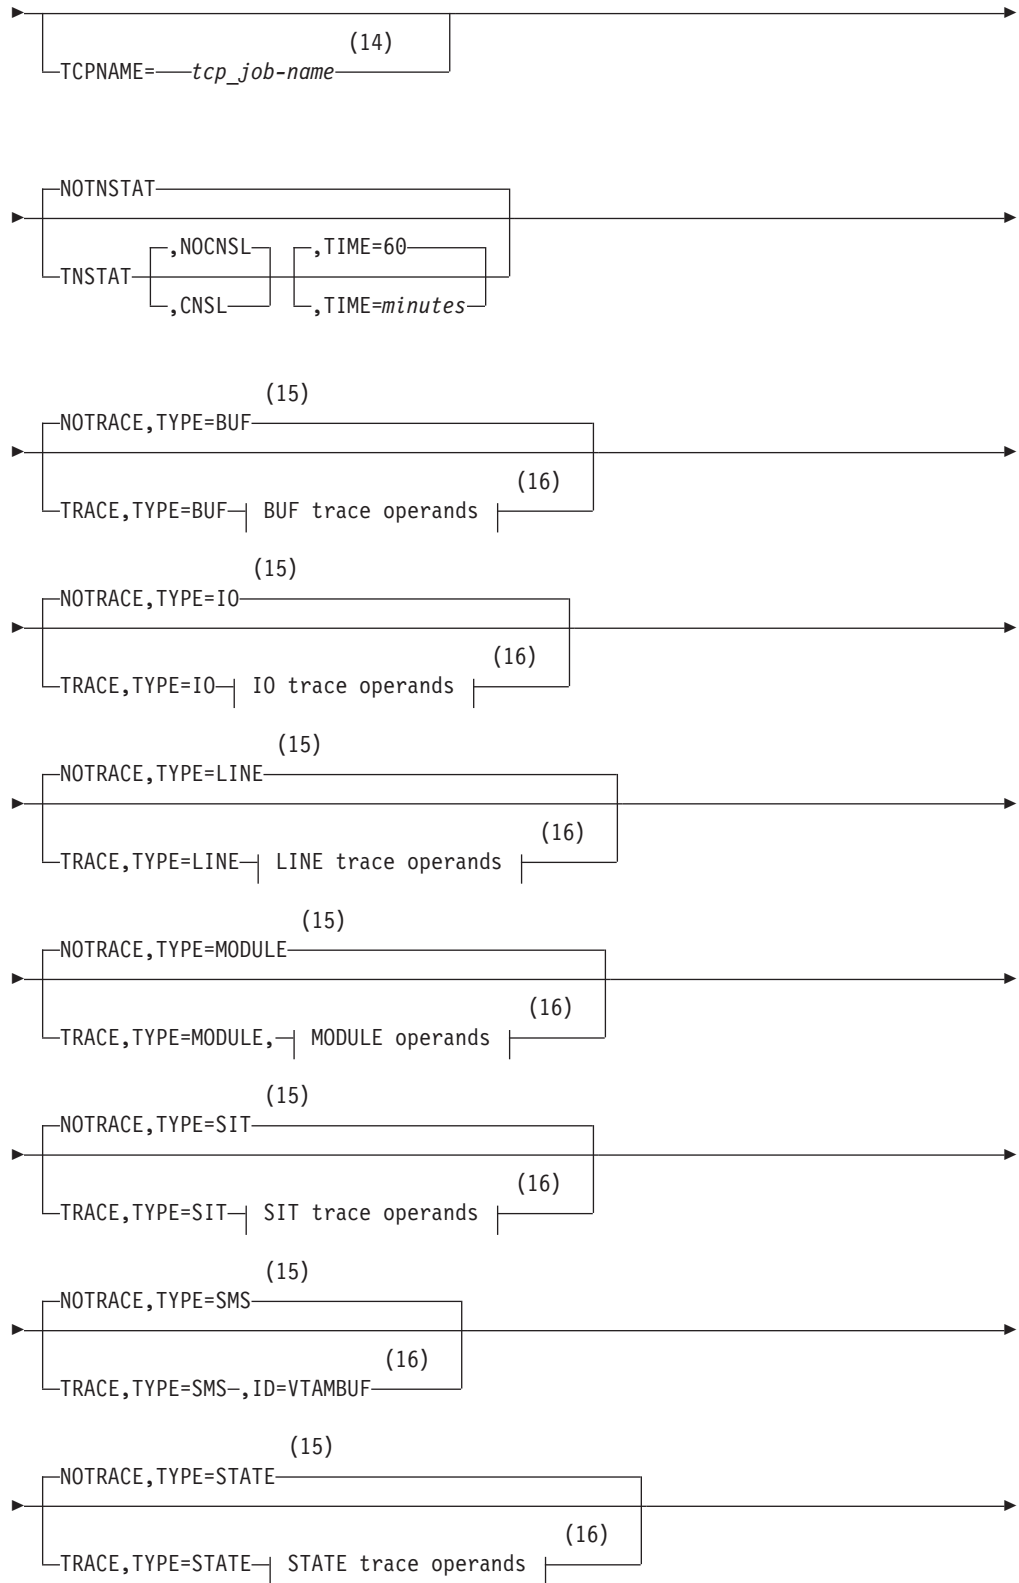 (14)
TCPNAME= tcp_job-name
NOTNSTAT
,NOCNSL ,TIME=60
TNSTAT
,CNSL ,TIME=minutes
(15)
NOTRACE,TYPE=BUF
(16)
TRACE,TYPE=BUF BUF trace operands
(15)
NOTRACE,TYPE=IO
(16)
TRACE,TYPE=IO IO trace operands
(15)
NOTRACE,TYPE=LINE
(16)
TRACE,TYPE=LINE LINE trace operands
(15)
NOTRACE,TYPE=MODULE
(16)
TRACE,TYPE=MODULE, MODULE operands
(15)
NOTRACE,TYPE=SIT
(16)
TRACE,TYPE=SIT SIT trace operands
(15)
NOTRACE,TYPE=SMS
(16)
TRACE,TYPE=SMS ,ID=VTAMBUF
(15)
NOTRACE,TYPE=STATE
(16)
TRACE,TYPE=STATE STATE trace operands